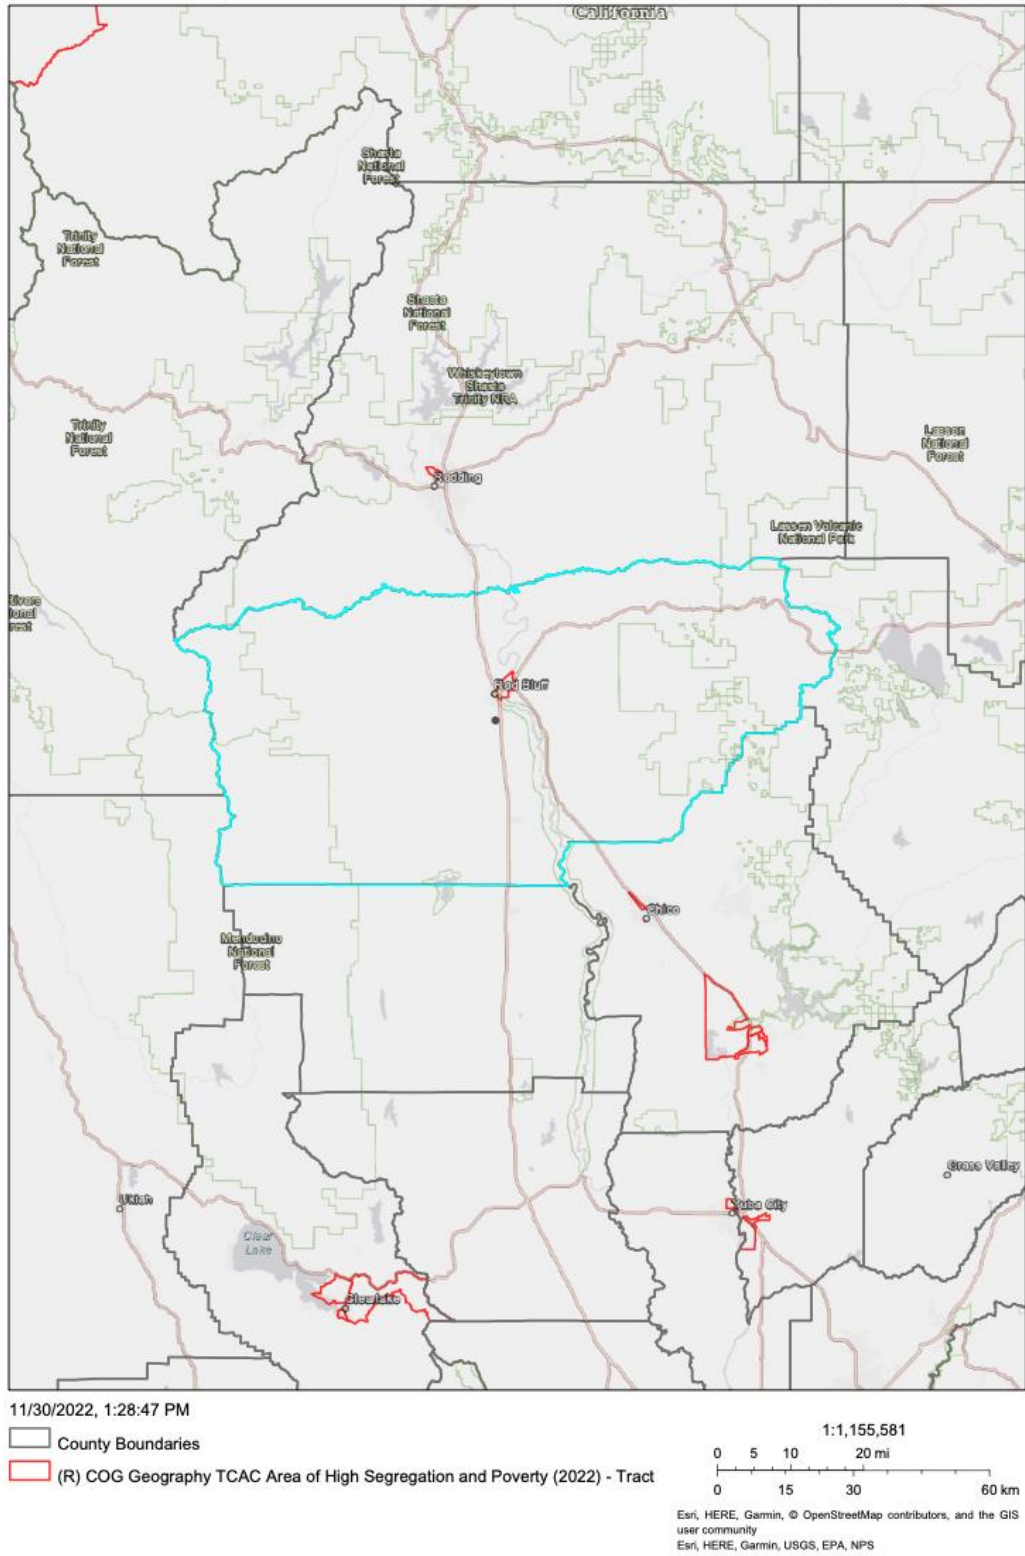 California
Shasta
National
Forest
Trinity
National
Forest
Shasta
National
Forest
Whiskeytown
Shasta
Trinity NRA
Trinity
National
Forest
Lassen
National
Forest
Redding
Lassen Volcanic
National Park
Rivers
ional
rest
Red Bluff
Chico
Mendocino
National
Forest
Grass Valley
Ukiah
Yuba City
Clear
Lake
Clearlake
11/30/2022, 1:28:47 PM
County Boundaries
(R) COG Geography TCAC Area of High Segregation and Poverty (2022) - Tract
1:1,155,581
0 5 10 20 mi
0 15 30 60 km
Esri, HERE, Garmin, © OpenStreetMap contributors, and the GIS
user community
Esri, HERE, Garmin, USGS, EPA, NPS